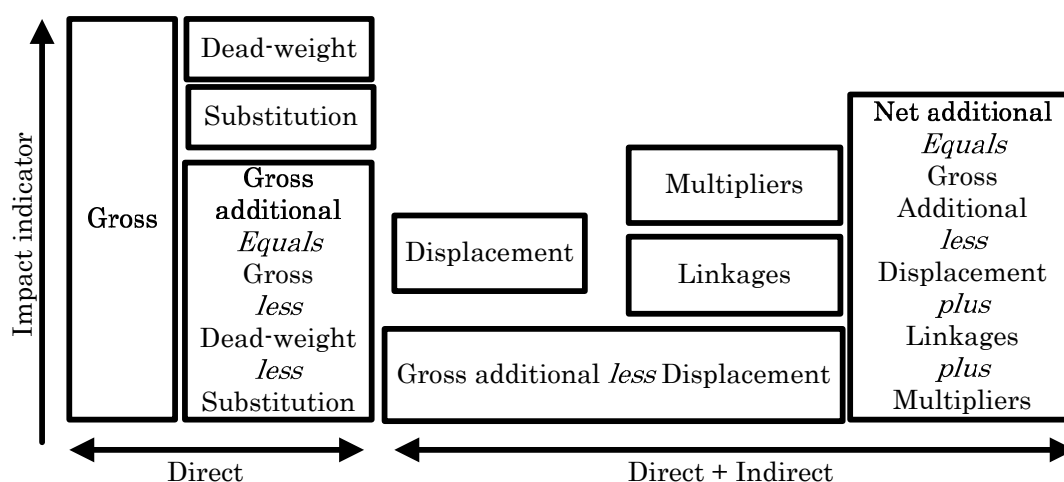 Impact indicator
Gross
Dead-weight
Substitution
Gross
additional
Equals
Gross
less
Dead-weight
less
Substitution
Displacement
Multipliers
Linkages
Gross additional less Displacement
Net additional
Equals
Gross
Additional
less
Displacement
plus
Linkages
plus
Multipliers
Direct
Direct + Indirect